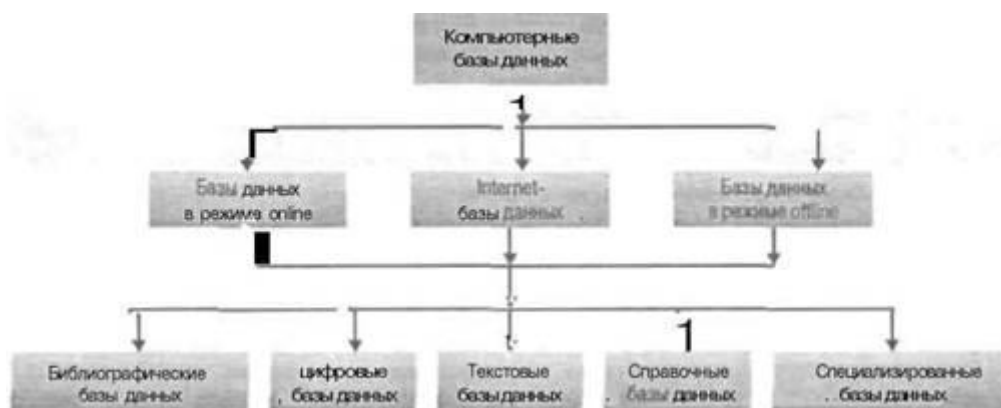 Компьютерные
базы данных
Базы данных
в режиме online
Internet-
базы данных
Базы данных
в режиме offline
Библиографические
базы данных
цифровые
базы данных
Текстовые
базы данных
Справочные
базы данных
Специализированные
базы данных